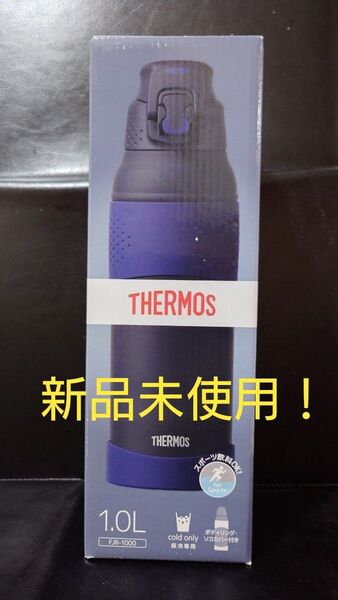 THERMOS
新品未使用！
THERMOS
スポーツ飲料OK!
for
Sports
1.0L
FJR-1000
cold only
保冷専用
ボディリング・
ソコカバー付き